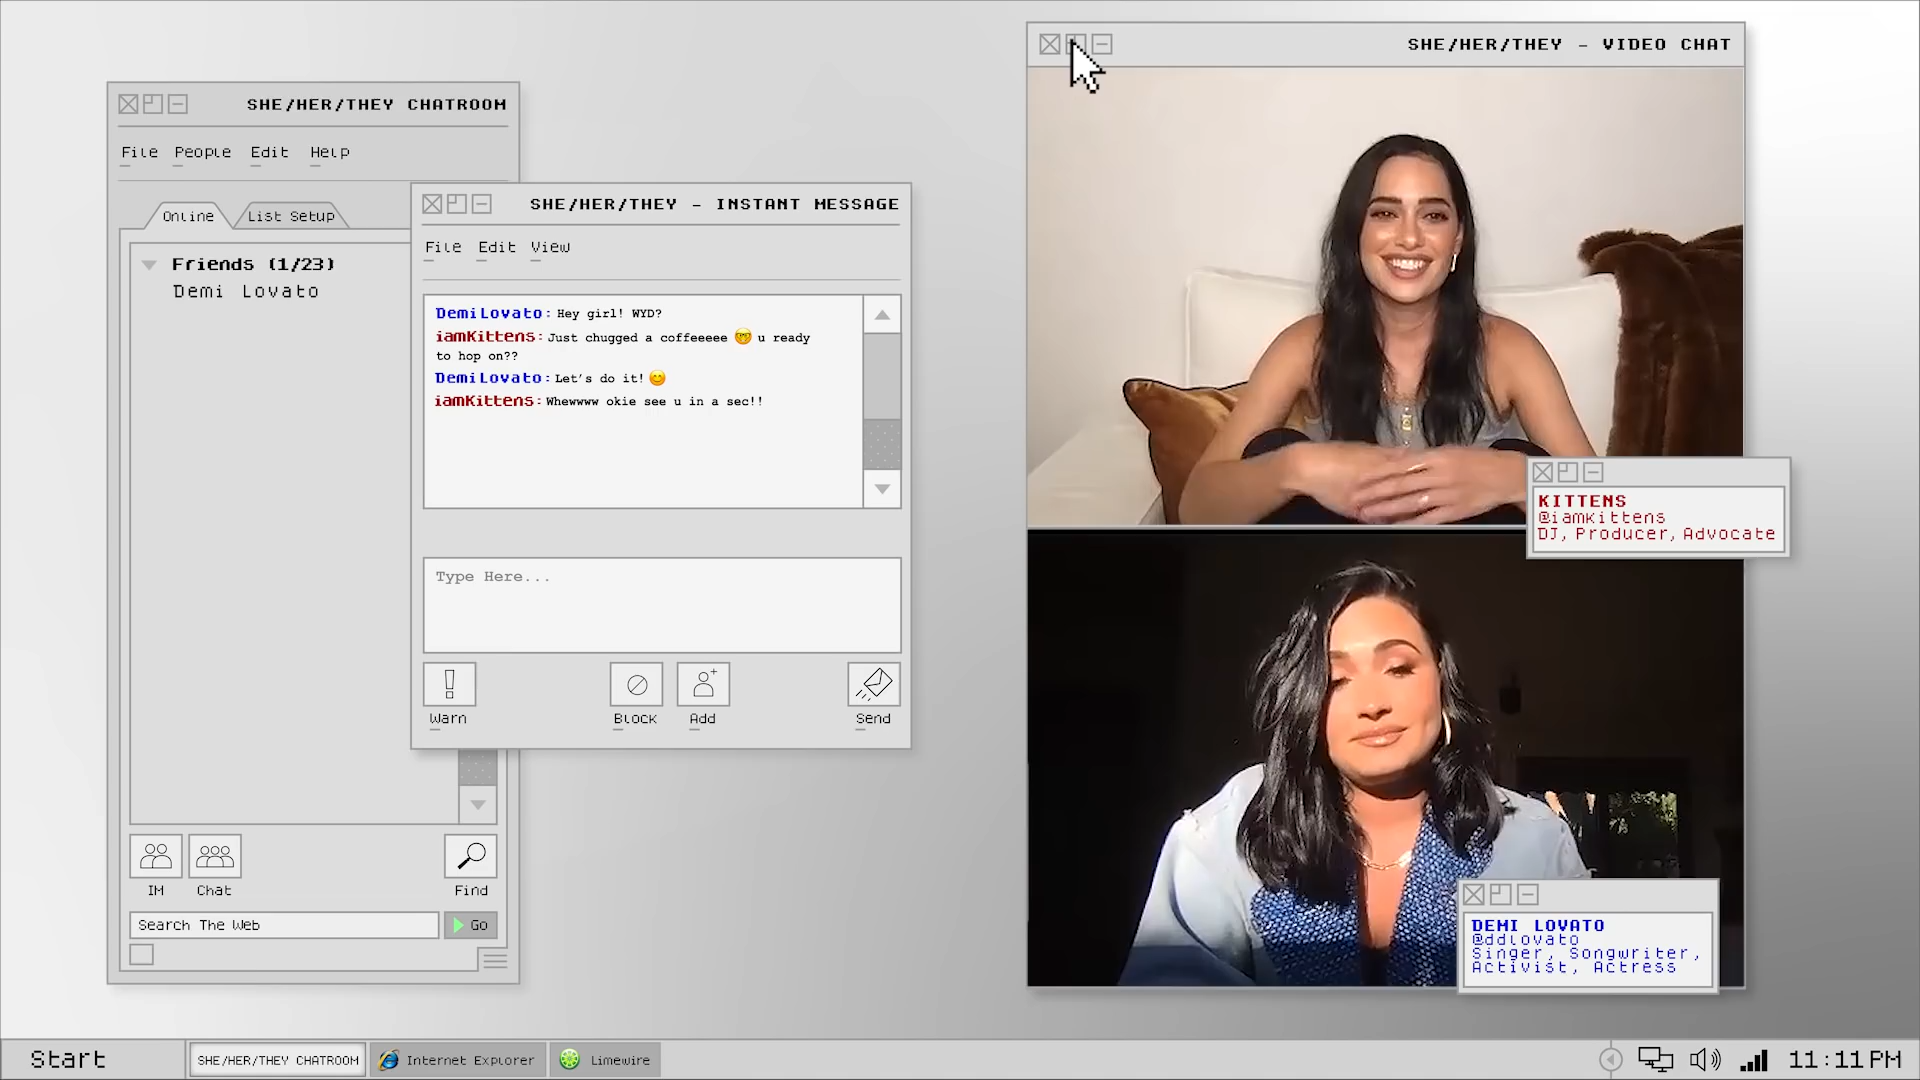 SHE/HER/THEY CHATROOM
File People Edit Help
Online List Setup
Friends (1/23)
Demi Lovato
IM Chat Find
Search The Web Go
SHE/HER/THEY - INSTANT MESSAGE
File Edit View
DemiLovato: Hey girl! WYD?
iamKittens: Just chugged a coffeeeee 🤓 u ready
to hop on??
DemiLovato: Let's do it! 😊
iamKittens: Whewwww okie see u in a sec!!
Type Here...
Warn Block Add Send
SHE/HER/THEY - VIDEO CHAT
KITTENS
@iamkittens
DJ, Producer, Advocate
DEMI LOVATO
@ddlovato
Singer, Songwriter,
Activist, Actress
Start SHE/HER/THEY CHATROOM Internet Explorer Limewire 11:11 PM